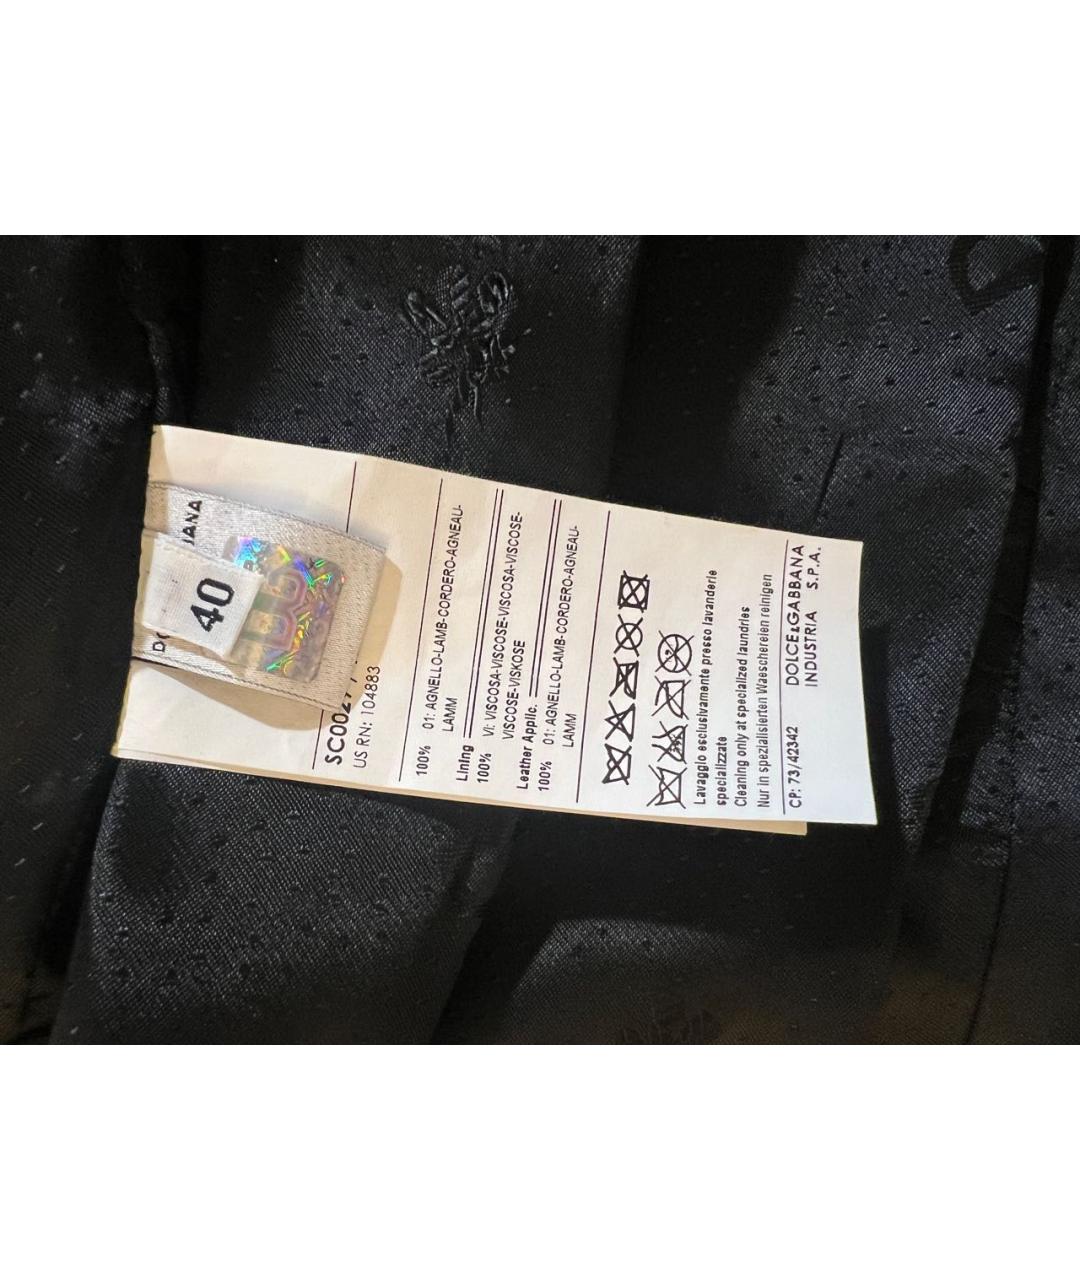 40
US RN: 104883
100% 01: AGNELLO-LAMB-CORDERO-AGNEAU-
LAMM
Lining
100% VI: VISCOSA-VISCOSE-VISCOSA-VISCOSE-
VISCOSE-VISKOSE
Leather Applic.
100% 01: AGNELLO-LAMB-CORDERO-AGNEAU-
LAMM
Lavaggio esclusivamente presso lavanderie
specializzate
Cleaning only at specialized laundries
Nur in spezialisierten Waeschereien reinigen
CP: 73/42342 DOLCE&GABBANA
INDUSTRIA S.P.A.